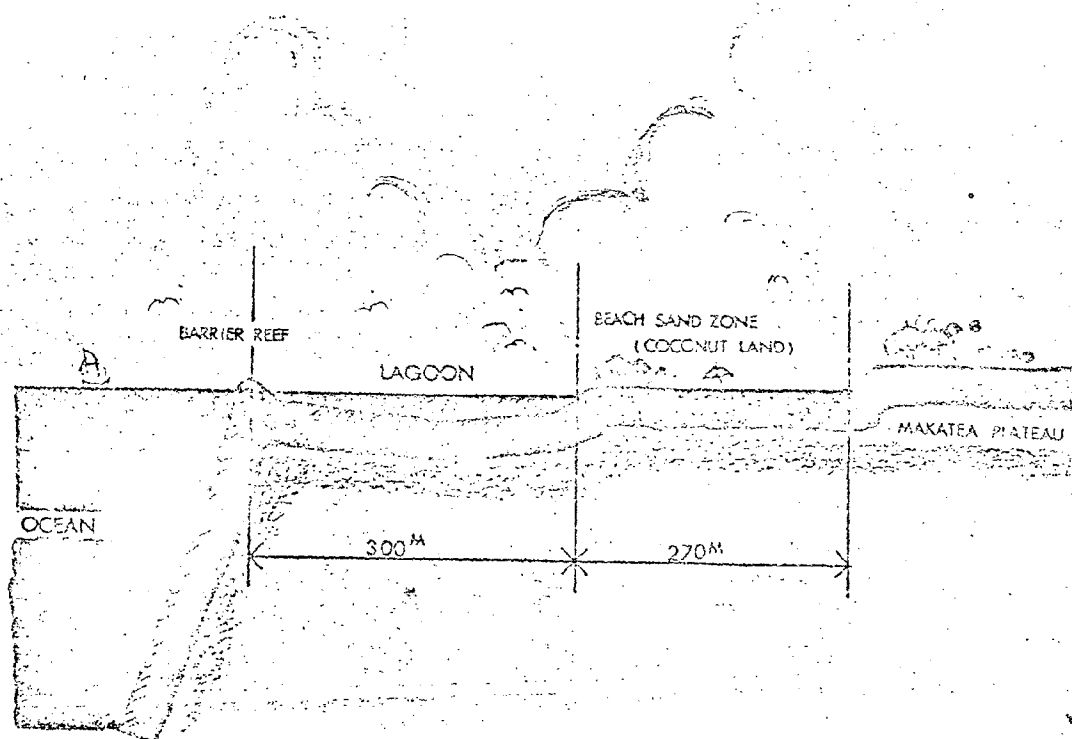 BARRIER REEF
LAGOON
BEACH SAND ZONE
(COCONUT LAND)
MAKATEA PLATEAU
OCEAN
300M
270M